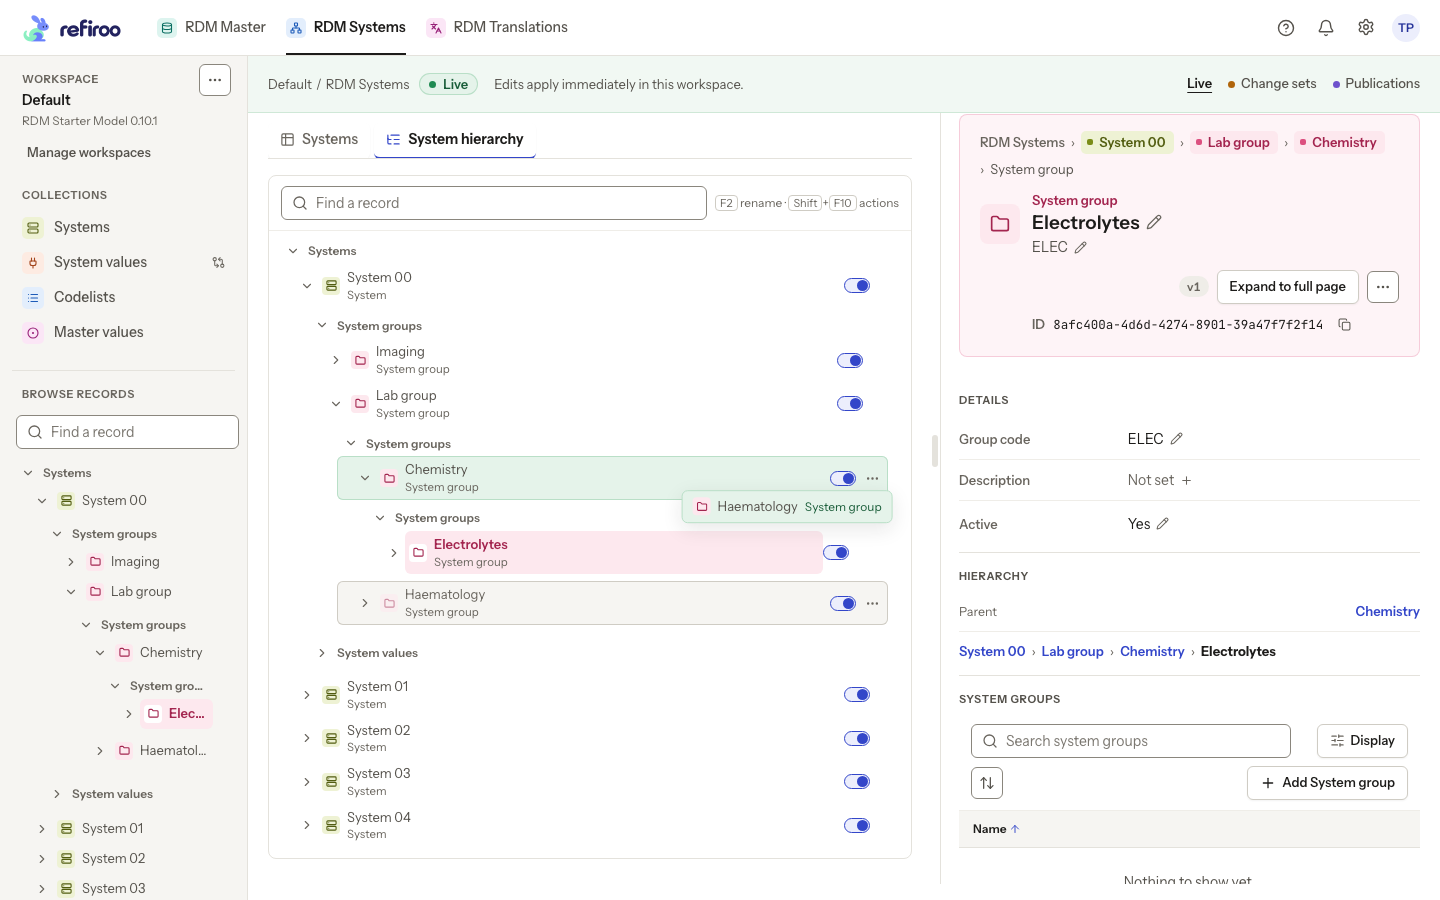 refiroo
RDM Master
RDM Systems
RDM Translations
TP
WORKSPACE
Default
RDM Starter Model 0.10.1
Manage workspaces
COLLECTIONS
Systems
System values
Codelists
Master values
BROWSE RECORDS
Find a record
Systems
System 00
System groups
Imaging
Lab group
System groups
Chemistry
System gro...
Elec...
Haematol...
System values
System 01
System 02
System 03
Default / RDM Systems
Live
Edits apply immediately in this workspace.
Live
Change sets
Publications
Systems
System hierarchy
Find a record
F2 rename · Shift + F10 actions
Systems
System 00
System
System groups
Imaging
System group
Lab group
System group
System groups
Chemistry
System group
Haematology System group
System groups
Electrolytes
System group
Haematology
System group
System values
System 01
System
System 02
System
System 03
System
System 04
System
RDM Systems › System 00 › Lab group › Chemistry
› System group
System group
Electrolytes
ELEC
v1
Expand to full page
ID 8afc400a-4d6d-4274-8901-39a47f7f2f14
DETAILS
Group code ELEC
Description Not set
Active Yes
HIERARCHY
Parent Chemistry
System 00 › Lab group › Chemistry › Electrolytes
SYSTEM GROUPS
Search system groups
Display
Add System group
Name
Nothing to show yet